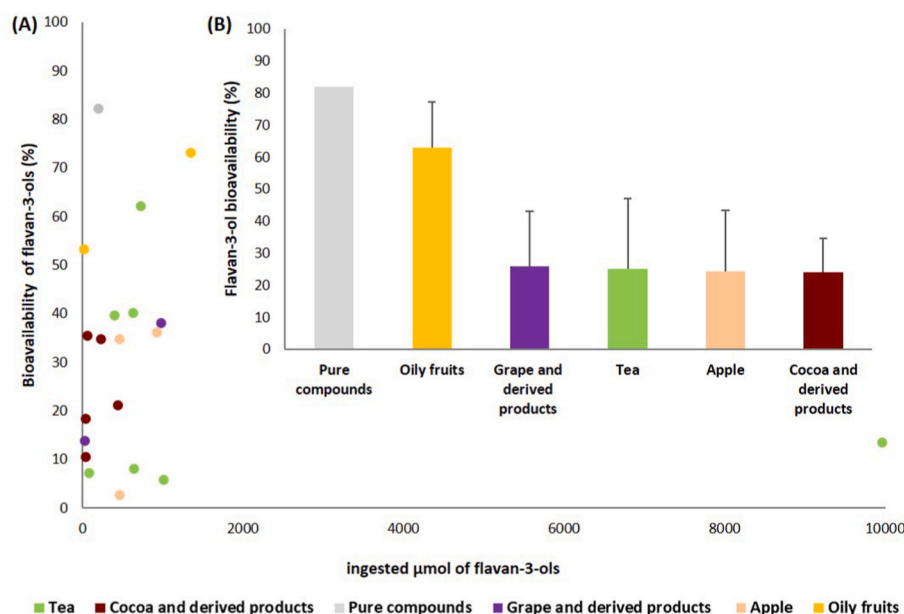 (A)
Bioavailability of flavan-3-ols (%)
100
90
80
70
60
50
40
30
20
10
0
0
2000
4000
6000
8000
10000
ingested µmol of flavan-3-ols
(B)
Flavan-3-ol bioavailability (%)
100
90
80
70
60
50
40
30
20
10
0
Pure
compounds
Oily fruits
Grape and
derived
products
Tea
Apple
Cocoa and
derived
products
Tea
Cocoa and derived products
Pure compounds
Grape and derived products
Apple
Oily fruits